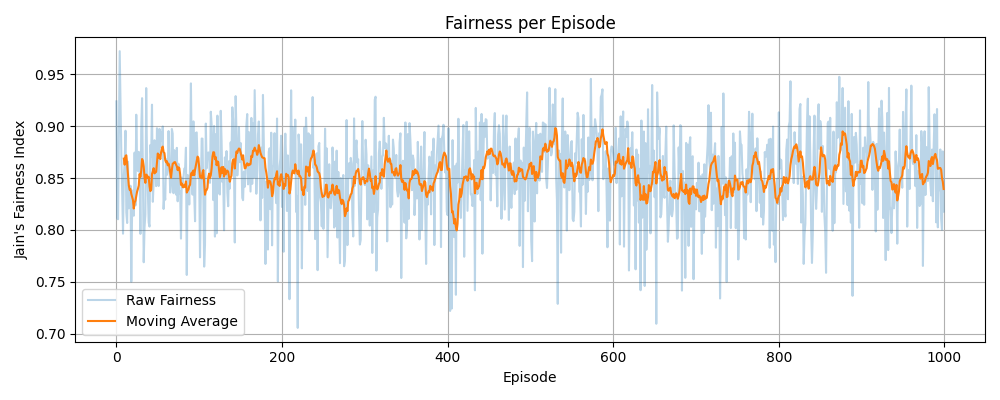 Fairness per Episode
Jain's Fairness Index
0.95
0.90
0.85
0.80
0.75
0.70
Raw Fairness
Moving Average
0
200
400
600
800
1000
Episode